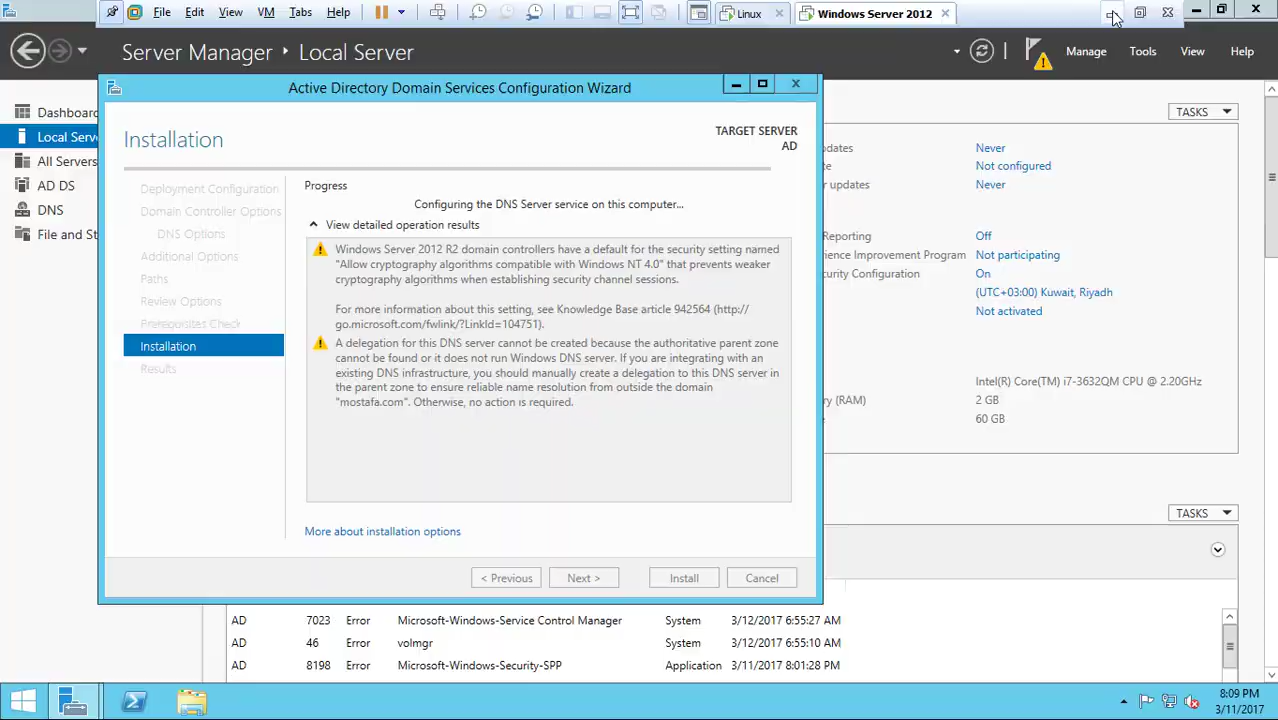 File Edit View VM Tabs Help Linux Windows Server 2012
Server Manager Local Server Manage Tools View Help
Active Directory Domain Services Configuration Wizard
Dashboard
Local Serve
All Servers
AD DS
DNS
File and St
Installation
TARGET SERVER
AD
Deployment Configuration
Domain Controller Options
DNS Options
Additional Options
Paths
Review Options
Prerequisites Check
Installation
Results
Progress
Configuring the DNS Server service on this computer...
View detailed operation results
Windows Server 2012 R2 domain controllers have a default for the security setting named
"Allow cryptography algorithms compatible with Windows NT 4.0" that prevents weaker
cryptography algorithms when establishing security channel sessions.
For more information about this setting, see Knowledge Base article 942564 (http://
go.microsoft.com/fwlink/?LinkId=104751).
A delegation for this DNS server cannot be created because the authoritative parent zone
cannot be found or it does not run Windows DNS server. If you are integrating with an
existing DNS infrastructure, you should manually create a delegation to this DNS server in
the parent zone to ensure reliable name resolution from outside the domain
"mostafa.com". Otherwise, no action is required.
More about installation options
< Previous Next > Install Cancel
TASKS
odates Never
te Not configured
r updates Never
Reporting Off
rience Improvement Program Not participating
curity Configuration On
(UTC+03:00) Kuwait, Riyadh
Not activated
Intel(R) Core(TM) i7-3632QM CPU @ 2.20GHz
ry (RAM) 2 GB
e 60 GB
TASKS
AD 7023 Error Microsoft-Windows-Service Control Manager System 3/12/2017 6:55:27 AM
AD 46 Error volmgr System 3/12/2017 6:55:10 AM
AD 8198 Error Microsoft-Windows-Security-SPP Application 3/11/2017 8:01:28 PM
8:09 PM
3/11/2017